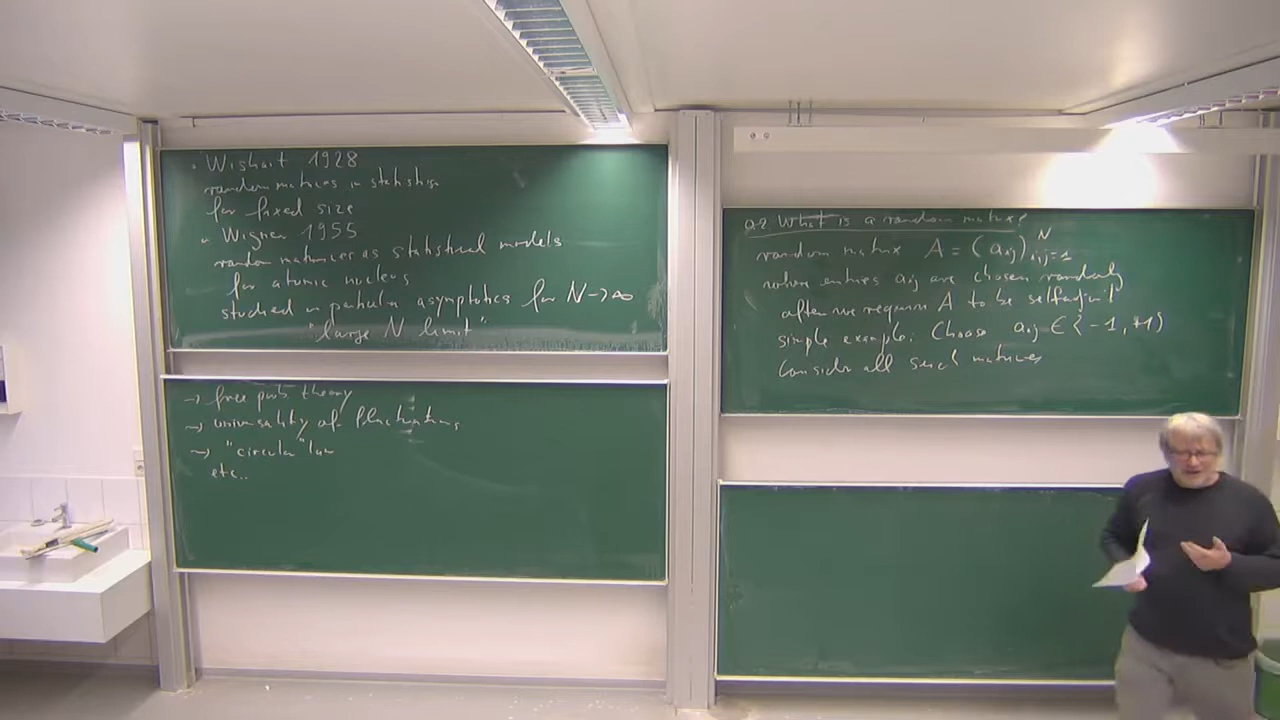 • Wishart 1928
random matrices in statistics
for fixed size
• Wigner 1955
random matrices as statistical models
for atomic nucleus
studied in particular asymptotics for N → ∞
"large N limit"
→ free prob theory
→ universality of fluctuations
→ "circular" law
etc..
0.2 What is a random matrix?
random matrix A = (aij)^N i,j=1
where entries aij are chosen randomly
often we require A to be selfadjoint
simple example: Choose aij ∈ {-1, +1}
Consider all such matrices